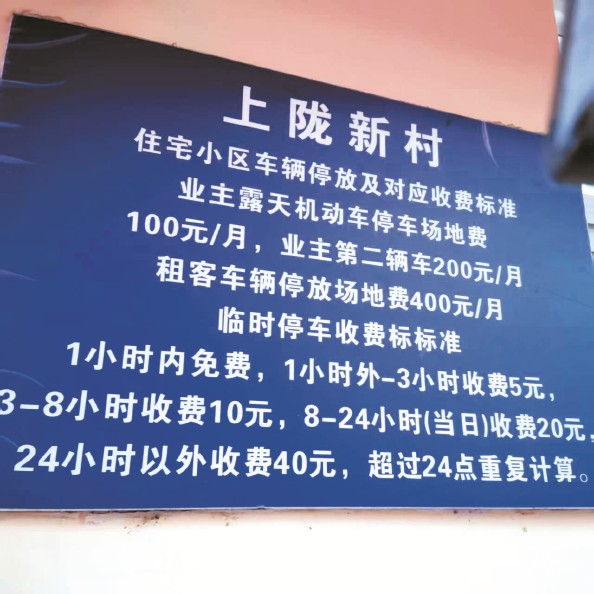 上陇新村
住宅小区车辆停放及对应收费标准
业主露天机动车停车场地费
100元/月，业主第二辆车200元/月
租客车辆停放场地费400元/月
临时停车收费标标准
1小时内免费，1小时外-3小时收费5元，
3-8小时收费10元，8-24小时(当日)收费20元，
24小时以外收费40元，超过24点重复计算。